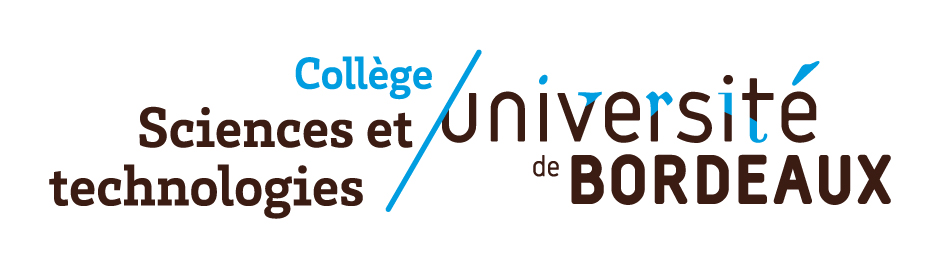 Collège
Sciences et
technologies
université
de BORDEAUX